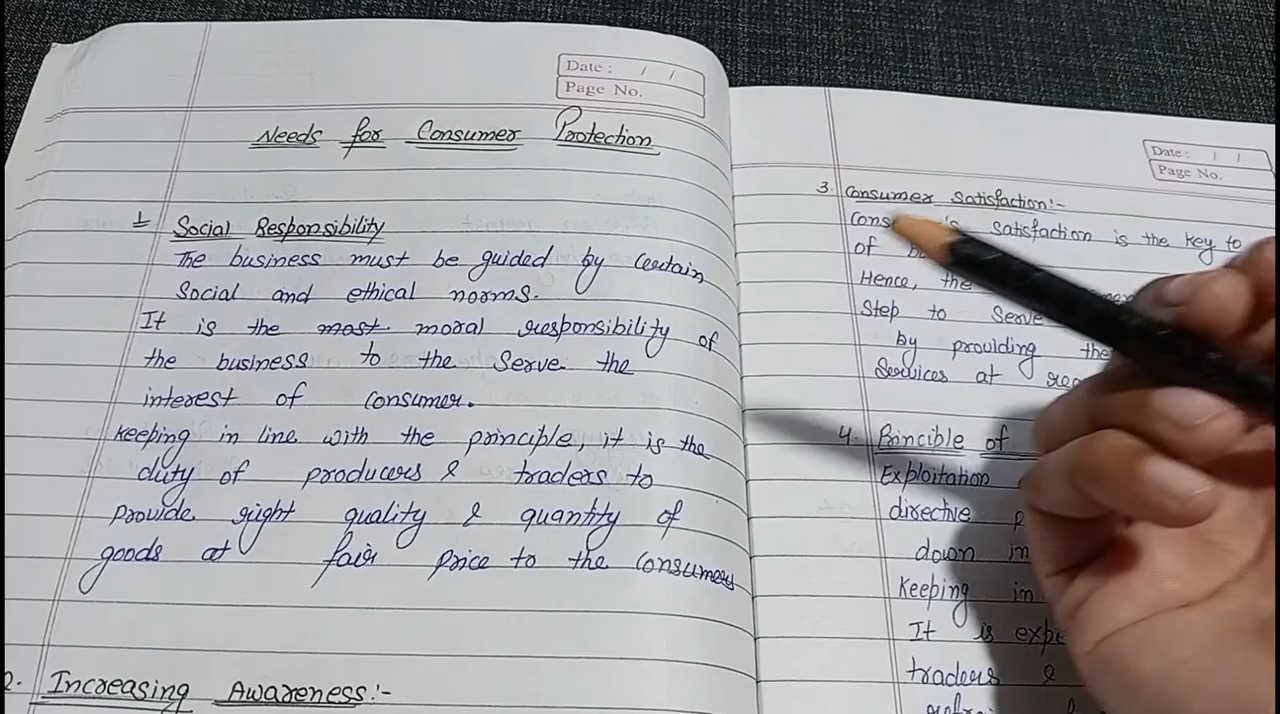 Date : / /
Page No.
Needs for Consumer Protection
1 Social Responsibility
The business must be guided by certain
Social and ethical norms.
It is the most moral responsibility of
the business to the Serve the
interest of consumer.
Keeping in line with the principle, it is the
duty of producers & traders to
Provide right quality & quantity of
goods at fair price to the consumers
2. Increasing Awareness:-
Date : / /
Page No.
3. Consumer Satisfaction:-
satisfaction is the key to
of
Hence, the
Step to Serve
by providing
Services at
4. Principle of
Exploitation
directive
down in
Keeping in
It is
traders &